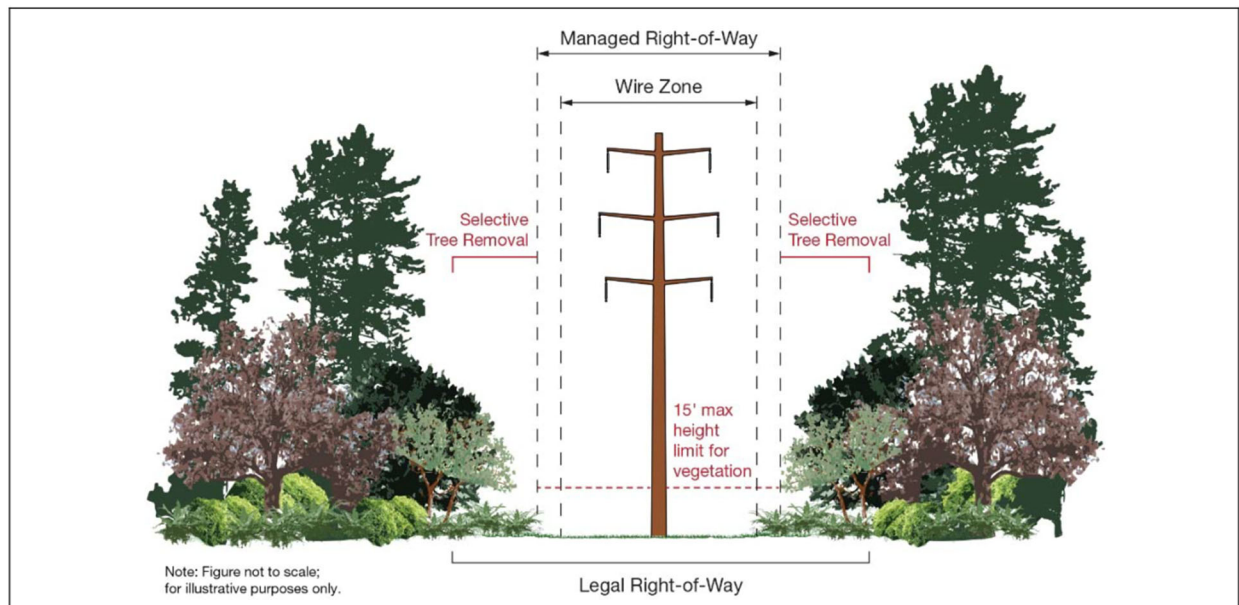 Managed Right-of-Way
Wire Zone
Selective
Tree Removal
Selective
Tree Removal
15' max
height
limit for
vegetation
Note: Figure not to scale;
for illustrative purposes only.
Legal Right-of-Way